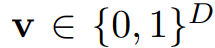 v ∈ {0, 1}^D